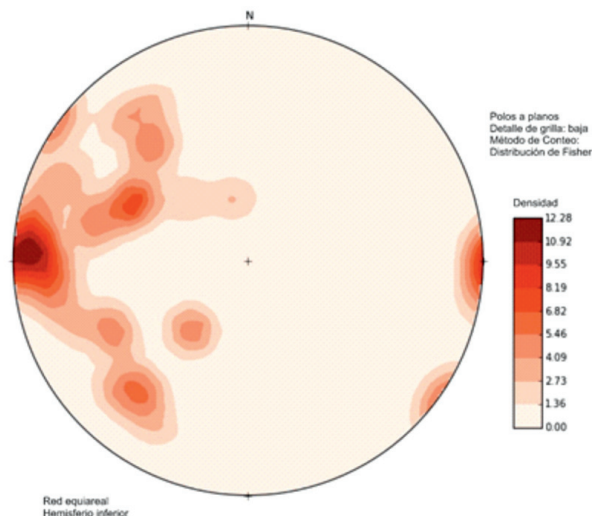 N
Polos a planos
Detalle de grilla: baja
Método de Conteo:
Distribución de Fisher
Densidad
12.28
10.92
9.55
8.19
6.82
5.46
4.09
2.73
1.36
0.00
Red equiareal
Hemisferio inferior